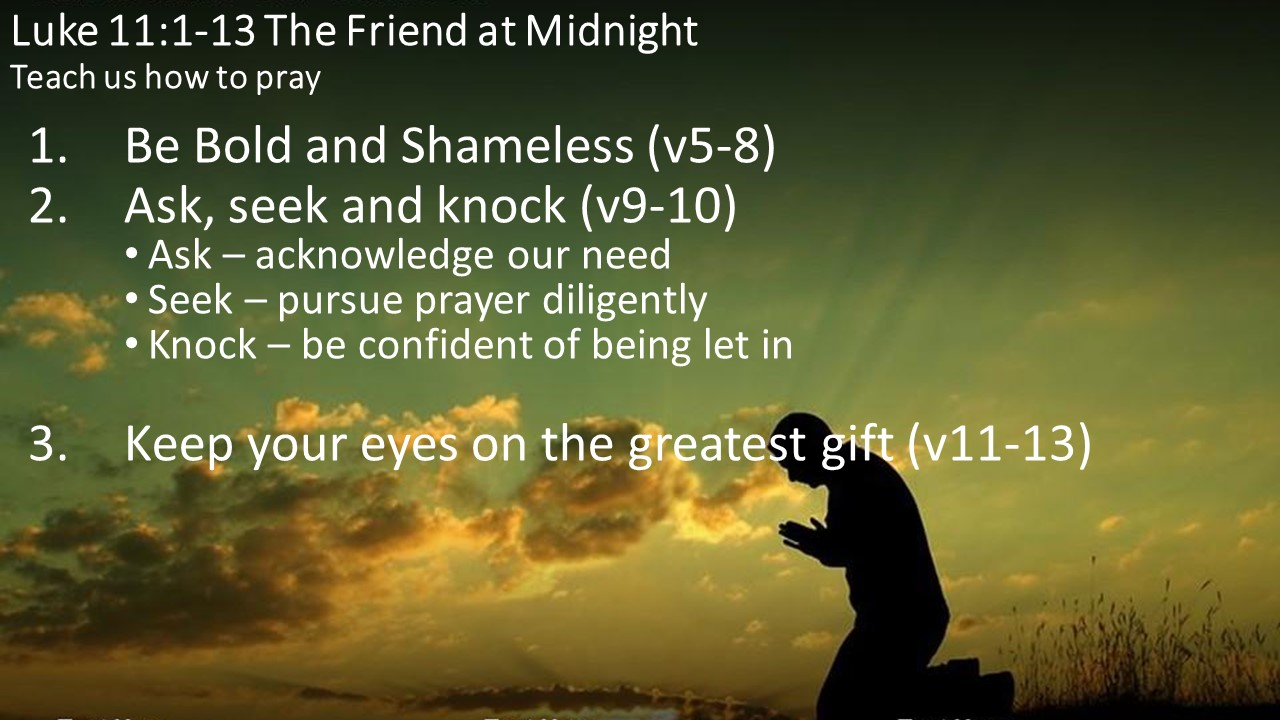 Luke 11:1-13 The Friend at Midnight
Teach us how to pray
1. Be Bold and Shameless (v5-8)
2. Ask, seek and knock (v9-10)
• Ask – acknowledge our need
• Seek – pursue prayer diligently
• Knock – be confident of being let in
3. Keep your eyes on the greatest gift (v11-13)